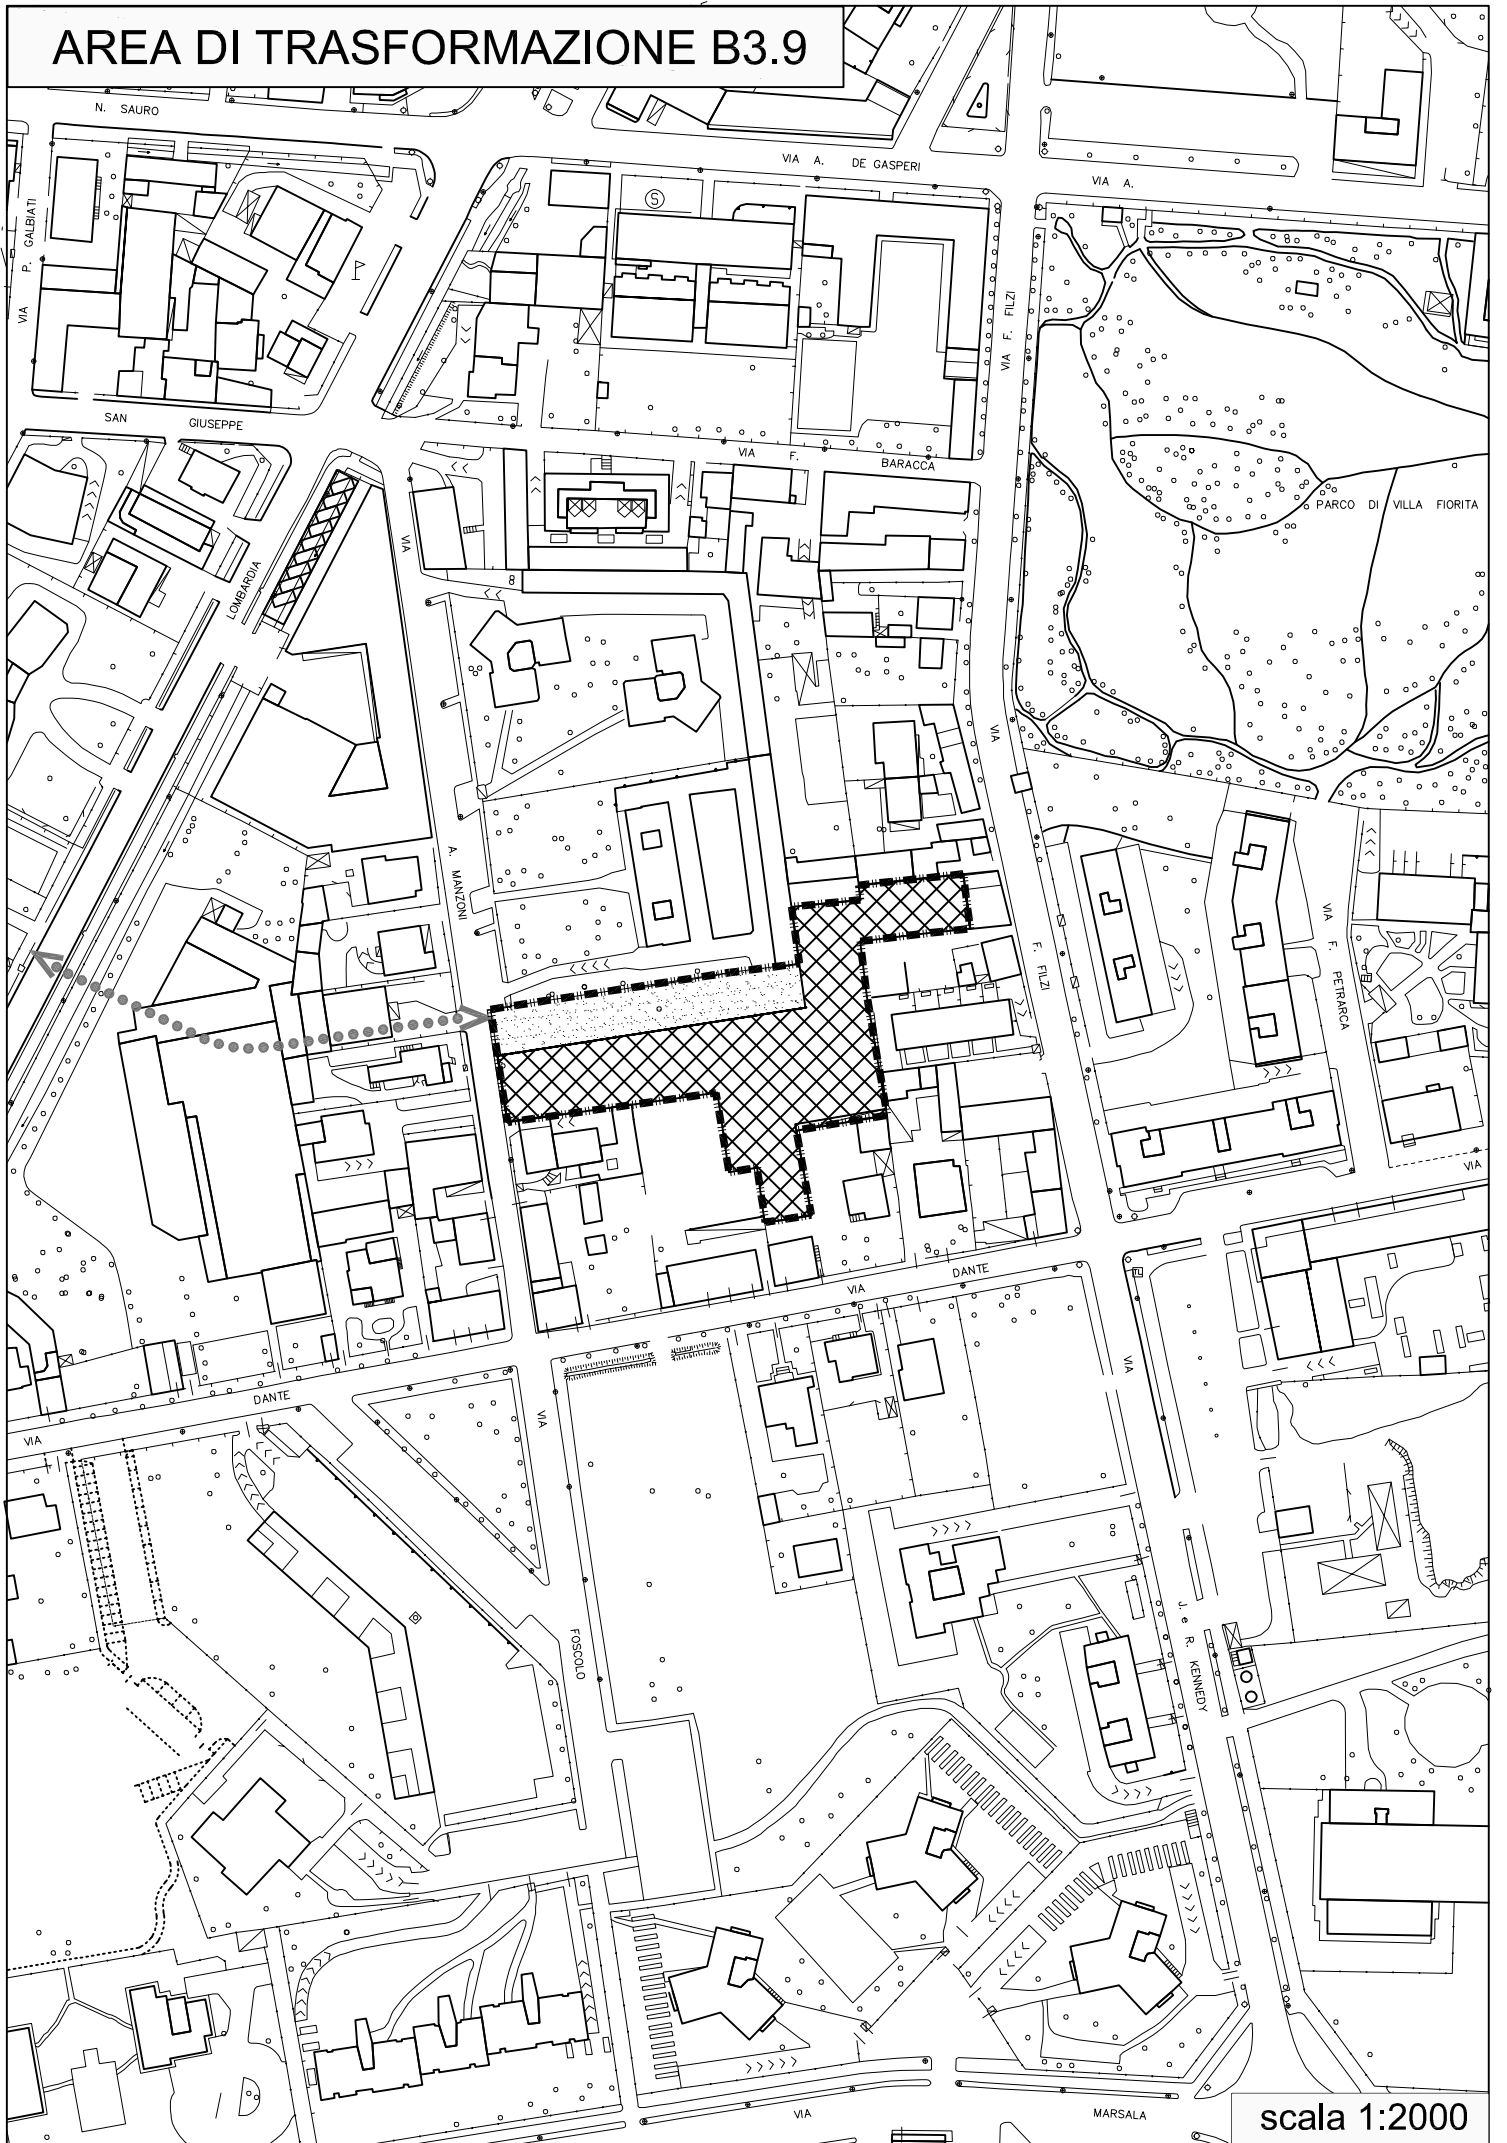 AREA DI TRASFORMAZIONE B3.9
N. SAURO
VIA A. DE GASPERI
VIA A.
VIA P. GALBIATI
S
VIA F. FILZI
SAN GIUSEPPE
VIA F. BARACCA
PARCO DI VILLA FIORITA
LOMBARDIA
VIA
A. MANZONI
VIA
F. FILZI
VIA F. PETRARCA
VIA
VIA DANTE
VIA DANTE
VIA
FOSCOLO
VIA
J. e R. KENNEDY
VIA MARSALA
scala 1:2000